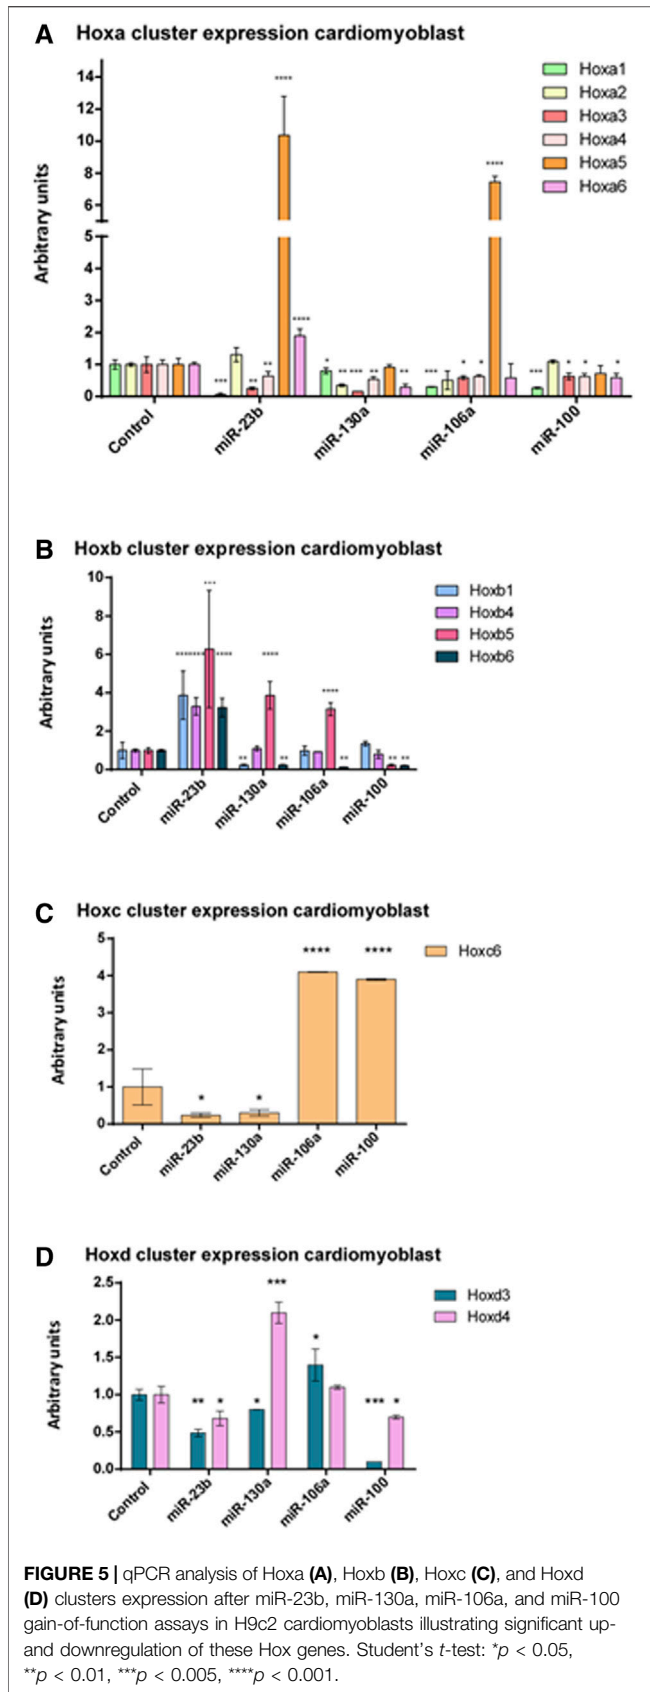 A Hoxa cluster expression cardiomyoblast
Arbitrary units
14
12
10
8
6
5
4
3
2
1
0
Hoxa1
Hoxa2
Hoxa3
Hoxa4
Hoxa5
Hoxa6
**** ****
****
*** ** ** * ** *** ** ** *** * * *** * * *
Control miR-23b miR-130a miR-106a miR-100
B Hoxb cluster expression cardiomyoblast
Arbitrary units
10
8
6
4
2
0
Hoxb1
Hoxb4
Hoxb5
Hoxb6
***
******* **** ****
****
** ** ** ** **
Control miR-23b miR-130a miR-106a miR-100
C Hoxc cluster expression cardiomyoblast
Arbitrary units
5
4
3
2
1
0
Hoxc6
**** ****
* *
Control miR-23b miR-130a miR-106a miR-100
D Hoxd cluster expression cardiomyoblast
Arbitrary units
2.5
2.0
1.5
1.0
0.5
0.0
Hoxd3
Hoxd4
***
*
** * * *** *
Control miR-23b miR-130a miR-106a miR-100
FIGURE 5 | qPCR analysis of Hoxa (A), Hoxb (B), Hoxc (C), and Hoxd
(D) clusters expression after miR-23b, miR-130a, miR-106a, and miR-100
gain-of-function assays in H9c2 cardiomyoblasts illustrating significant up-
and downregulation of these Hox genes. Student's t-test: *p < 0.05,
**p < 0.01, ***p < 0.005, ****p < 0.001.